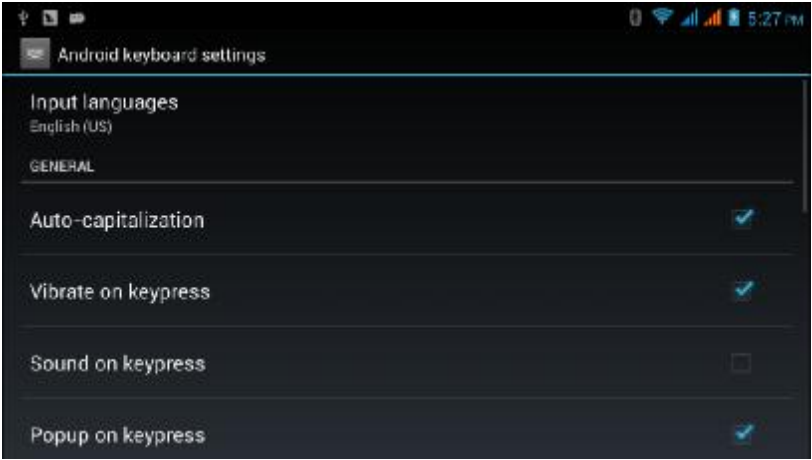 5:27 PM
Android keyboard settings
Input languages
English (US)
GENERAL
Auto-capitalization
Vibrate on keypress
Sound on keypress
Popup on keypress